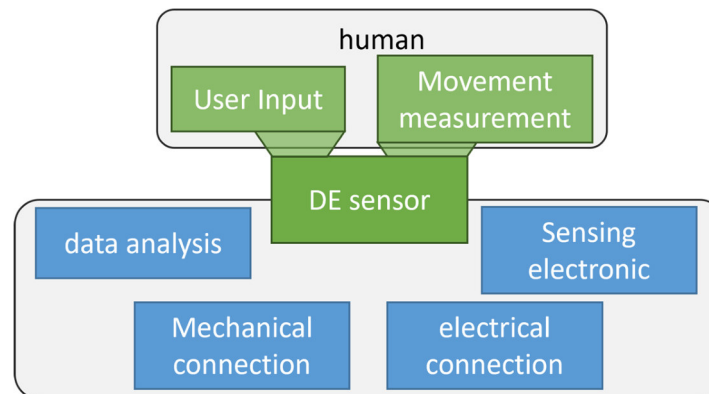 human
User Input
Movement
measurement
DE sensor
data analysis
Sensing
electronic
Mechanical
connection
electrical
connection